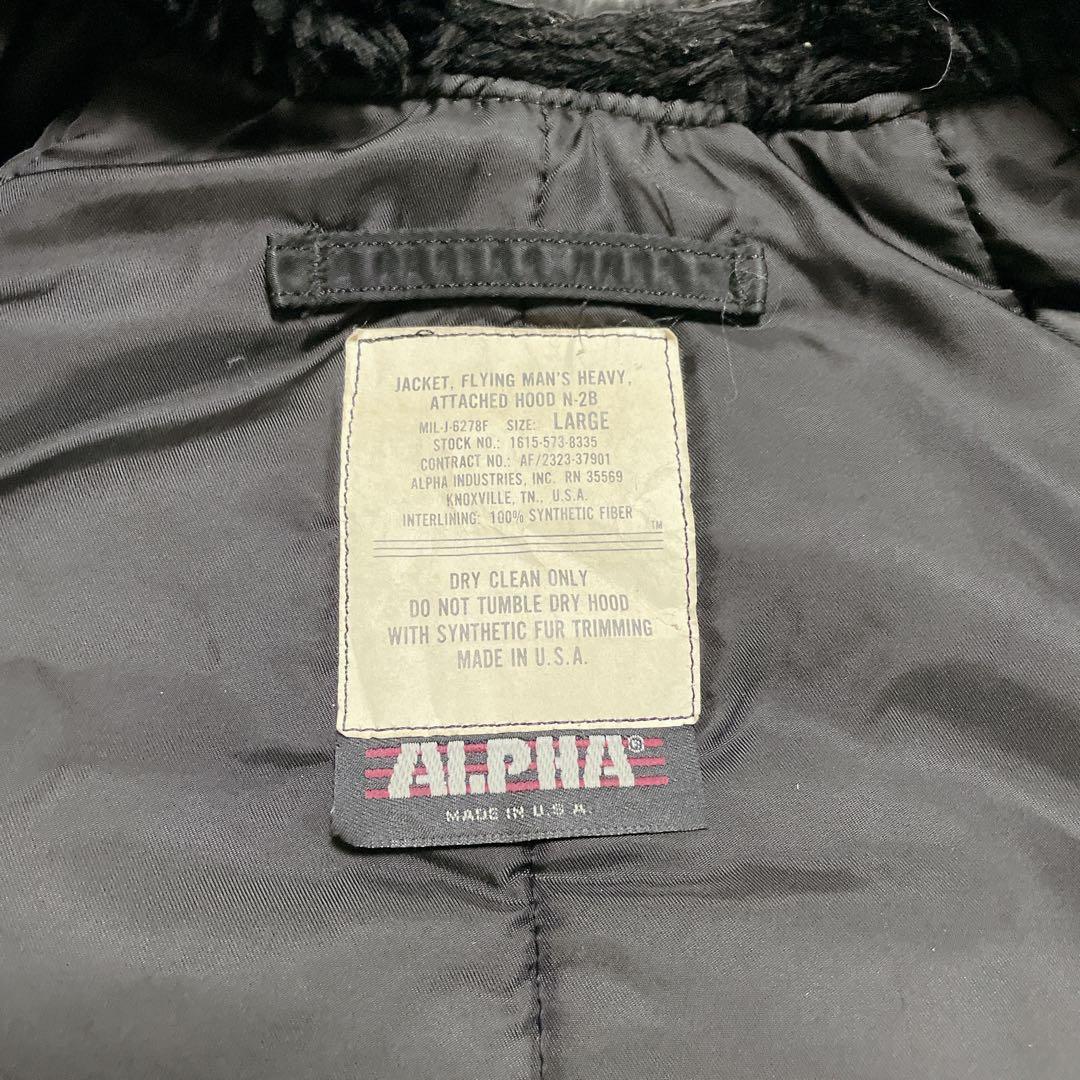 JACKET, FLYING MAN'S HEAVY,
ATTACHED HOOD N-2B
MIL-J-6278F SIZE: LARGE
STOCK NO.: 1615-573-8335
CONTRACT NO.: AF/2323-37901
ALPHA INDUSTRIES, INC. RN 35569
KNOXVILLE, TN., U.S.A.
INTERLINING: 100% SYNTHETIC FIBER
TM
DRY CLEAN ONLY
DO NOT TUMBLE DRY HOOD
WITH SYNTHETIC FUR TRIMMING
MADE IN U.S.A.
ALPHA®
MADE IN U.S.A.